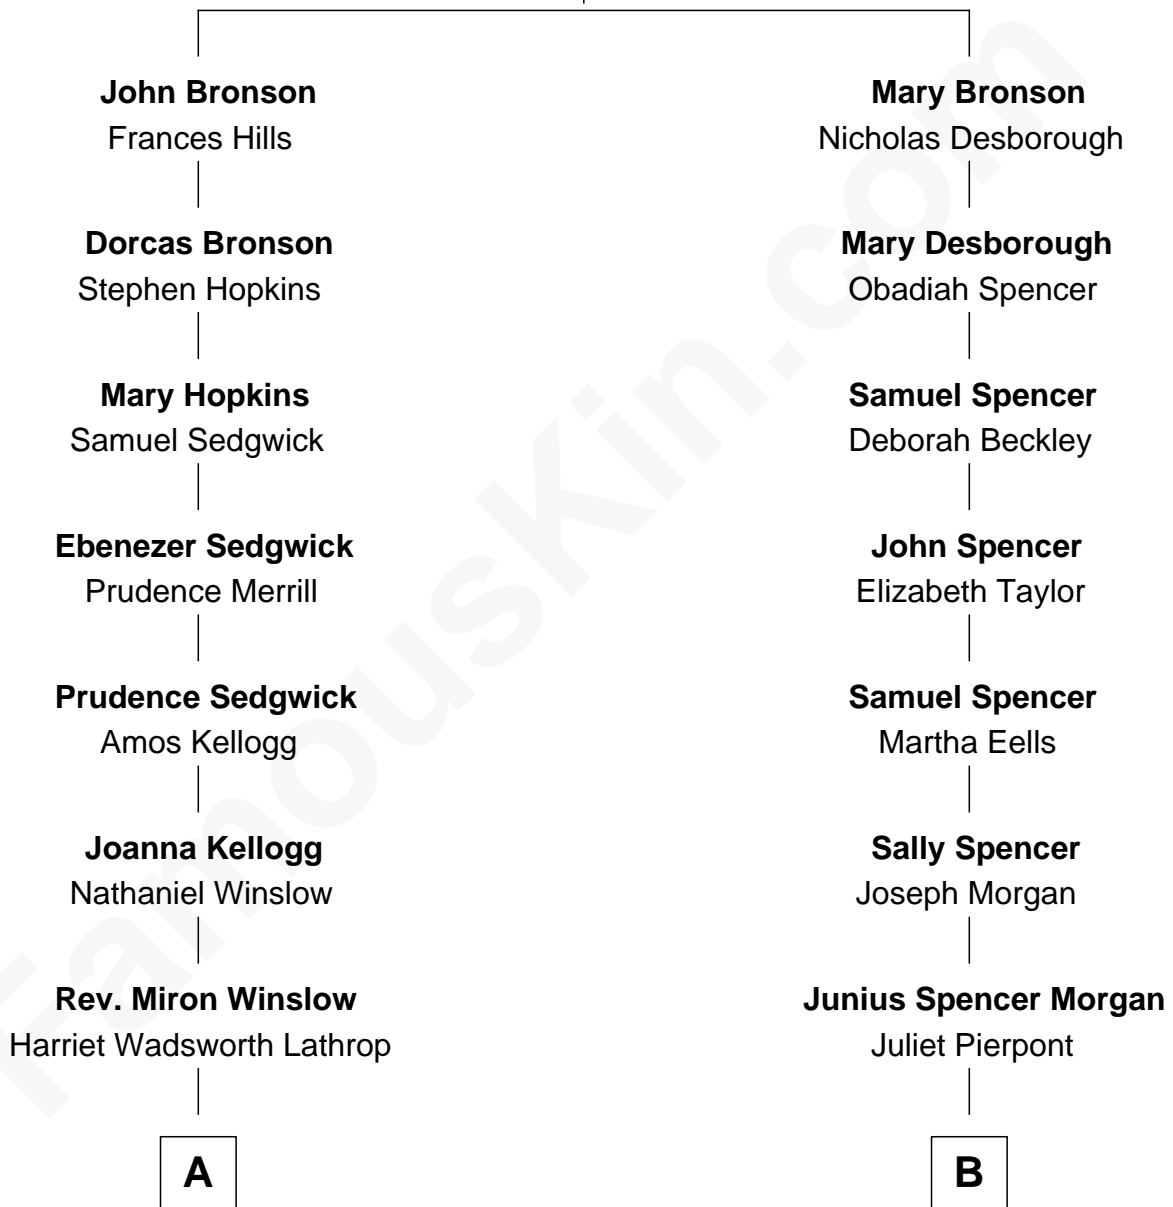 John Bronson
Frances Hills
Dorcas Bronson
Stephen Hopkins
Mary Hopkins
Samuel Sedgwick
Ebenezer Sedgwick
Prudence Merrill
Prudence Sedgwick
Amos Kellogg
Joanna Kellogg
Nathaniel Winslow
Rev. Miron Winslow
Harriet Wadsworth Lathrop
A
Mary Bronson
Nicholas Desborough
Mary Desborough
Obadiah Spencer
Samuel Spencer
Deborah Beckley
John Spencer
Elizabeth Taylor
Samuel Spencer
Martha Eells
Sally Spencer
Joseph Morgan
Junius Spencer Morgan
Juliet Pierpont
B
FamousKin.com